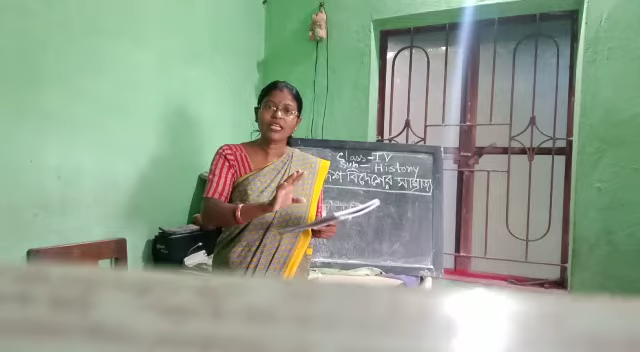 Class-IV
Sub- History
দেশ বিদেশের সাম্রাজ্য